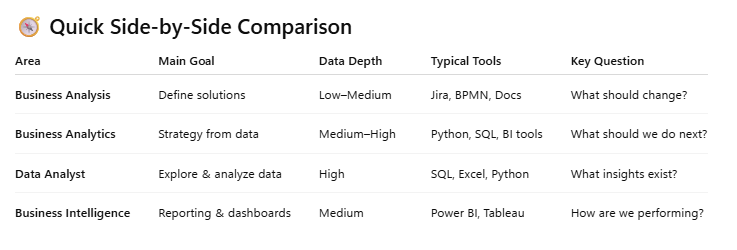 Quick Side-by-Side Comparison
Area Main Goal Data Depth Typical Tools Key Question
Business Analysis Define solutions Low–Medium Jira, BPMN, Docs What should change?
Business Analytics Strategy from data Medium–High Python, SQL, BI tools What should we do next?
Data Analyst Explore & analyze data High SQL, Excel, Python What insights exist?
Business Intelligence Reporting & dashboards Medium Power BI, Tableau How are we performing?